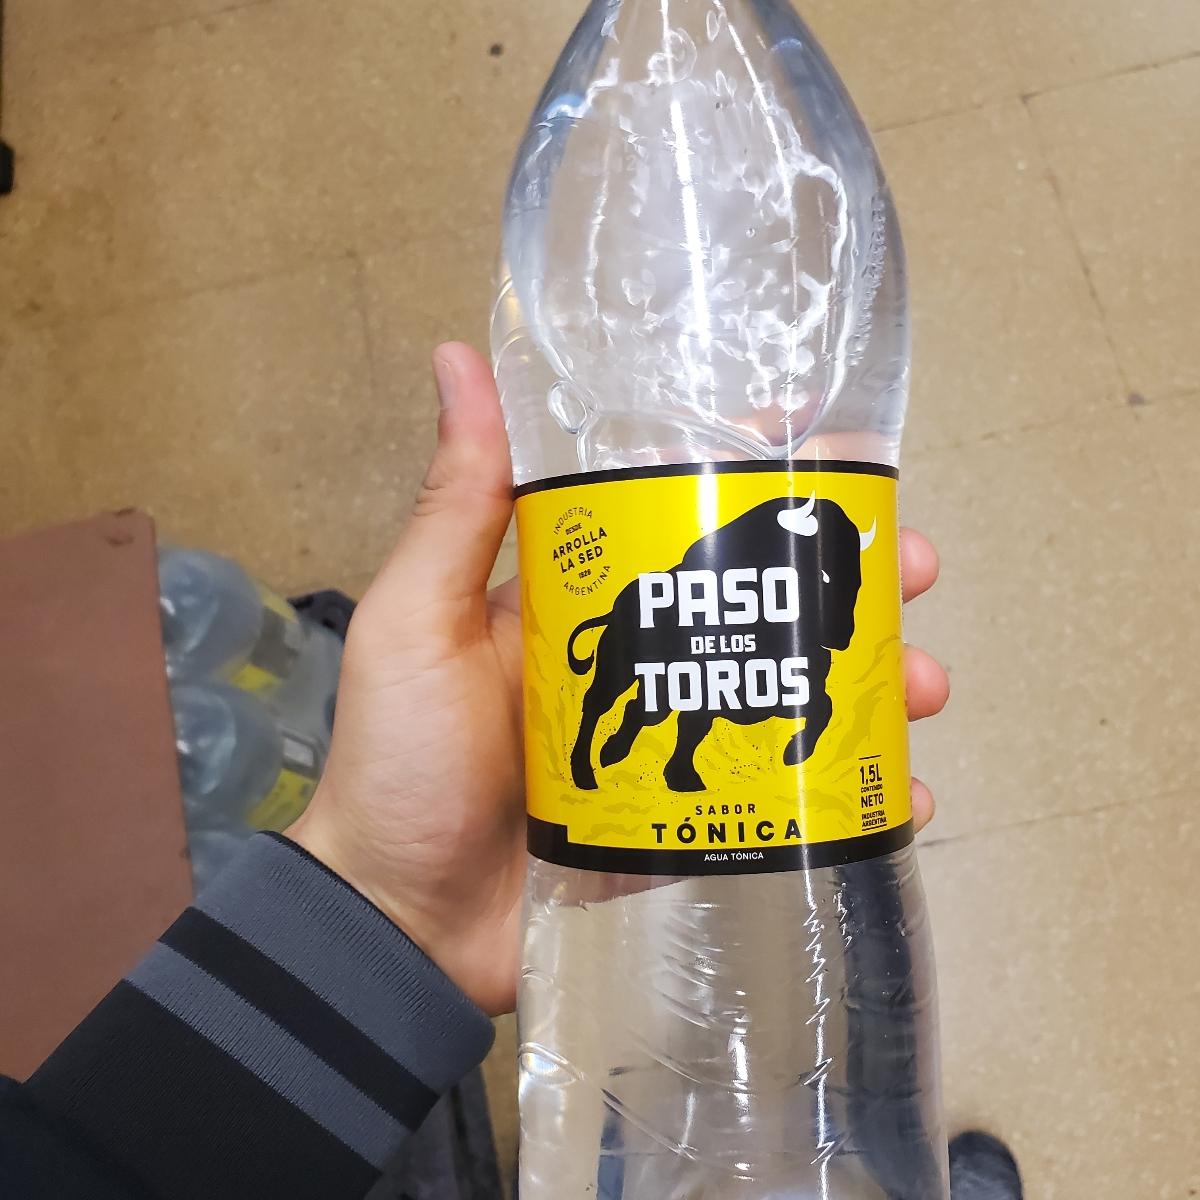 INDUSTRIA
DESDE
ARROLLA
LA SED
1926
ARGENTINA
PASO
DE LOS
TOROS
SABOR
TÓNICA
AGUA TÓNICA
1,5L
CONTENIDO
NETO
INDUSTRIA
ARGENTINA